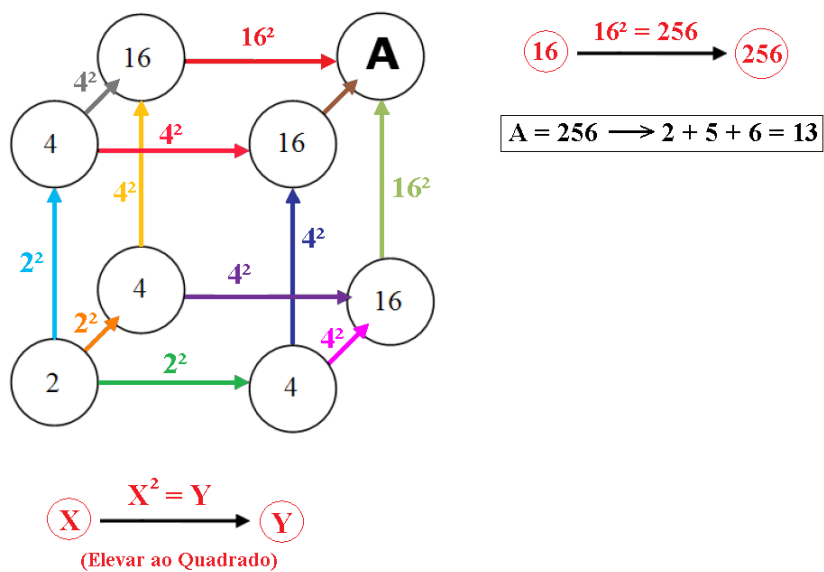 16² 
16
A
4²
4
4²
16
4²
16²
2²
4²
4
4²
16
2²
4²
2
2²
4
16
16² = 256
256
A = 256 → 2 + 5 + 6 = 13
X² = Y
X
Y
(Elevar ao Quadrado)